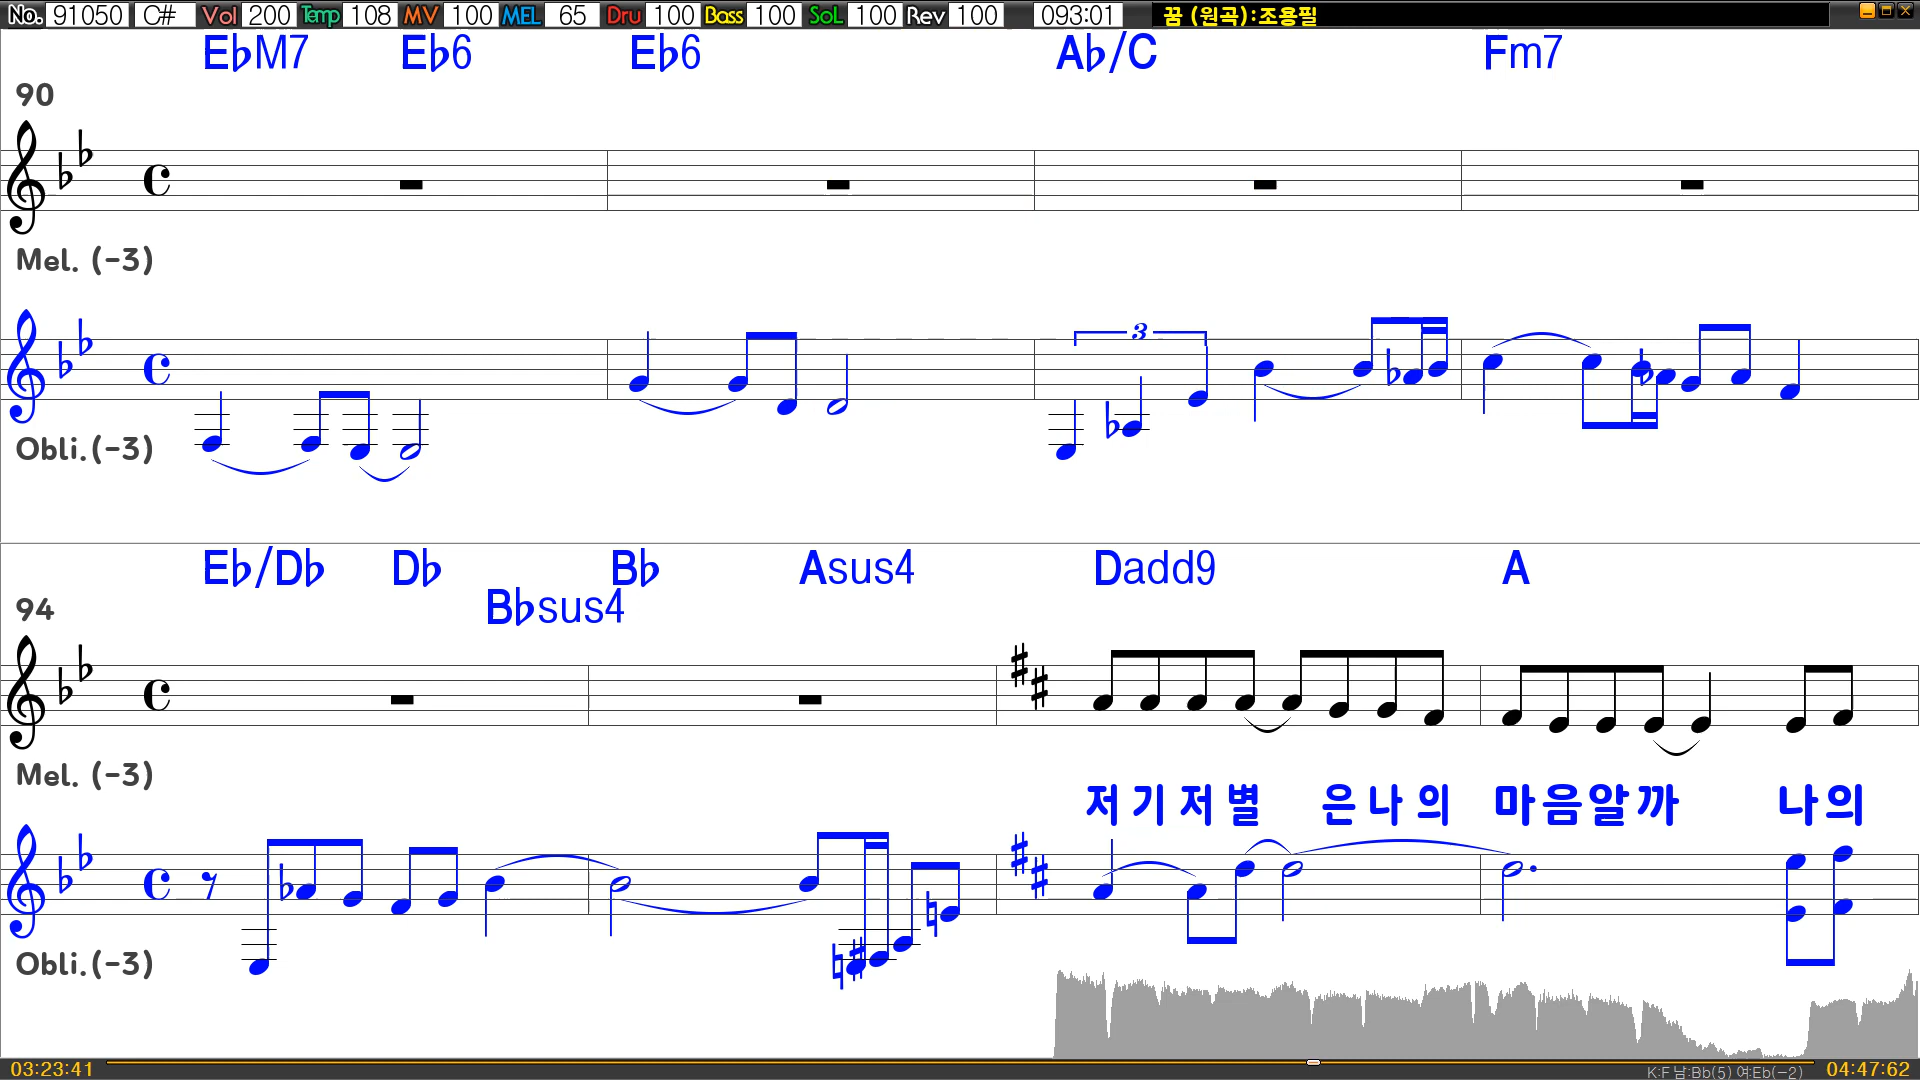 No. 91050 C# Vol 200 Temp 108 MV 100 MEL 65 Dru 100 Bass 100 SoL 100 Rev 100 093:01 꿈 (원곡):조용필
E♭M7 E♭6 E♭6 A♭/C Fm7
90
Mel. (-3)
3
Obli.(-3)
E♭/D♭ D♭ B♭ Asus4 Dadd9 A
B♭sus4
94
Mel. (-3)
저기저별 은나의 마음알까 나의
Obli.(-3)
03:23:41 K:F 남:Bb(5) 여:Eb(-2) 04:47:62